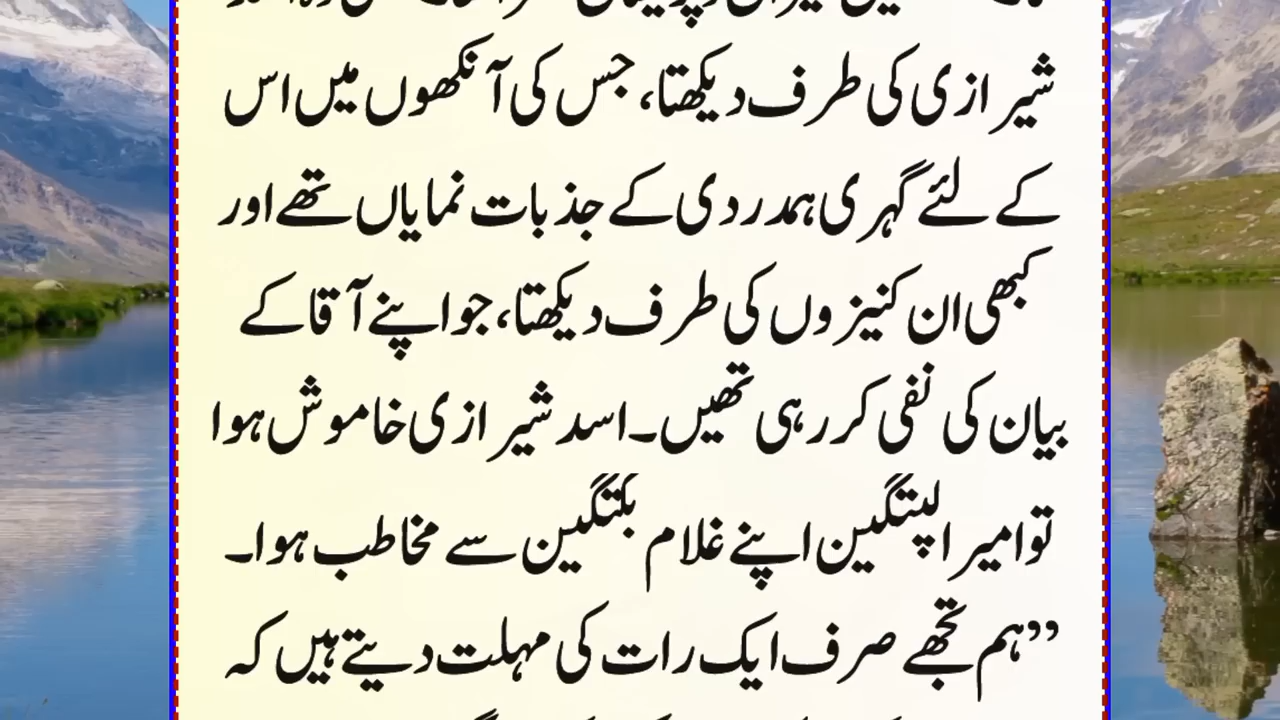 شیرازی کی طرف دیکھتا، جس کی آنکھوں میں اس
کے لئے گہری ہمدردی کے جذبات نمایاں تھے اور
کبھی ان کنیزوں کی طرف دیکھتا، جو اپنے آقا کے
بیان کی نفی کر رہی تھیں۔ اسد شیرازی خاموش ہوا
تو امیر اپتگین اپنے غلام بکتگین سے مخاطب ہوا۔
”ہم تجھے صرف ایک رات کی مہلت دیتے ہیں کہ